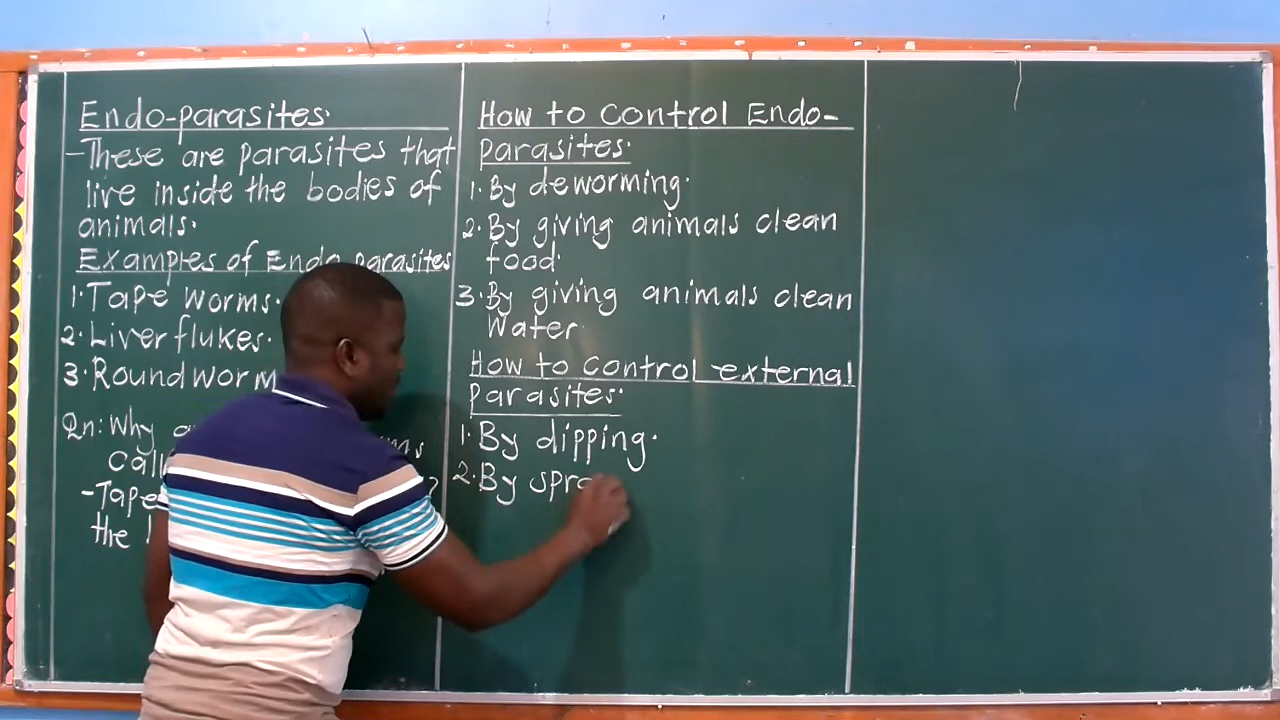 Endo-parasites.
-These are parasites that
live inside the bodies of
animals.
Examples of Endo parasites
1. Tape worms.
2. Liver flukes.
3. Round worm
Qn: Why
-Tape
the
How to Control Endo-
parasites.
1. By deworming.
2. By giving animals clean
food.
3. By giving animals clean
Water.
How to Control external
parasites.
1. By dipping.
2. By spra